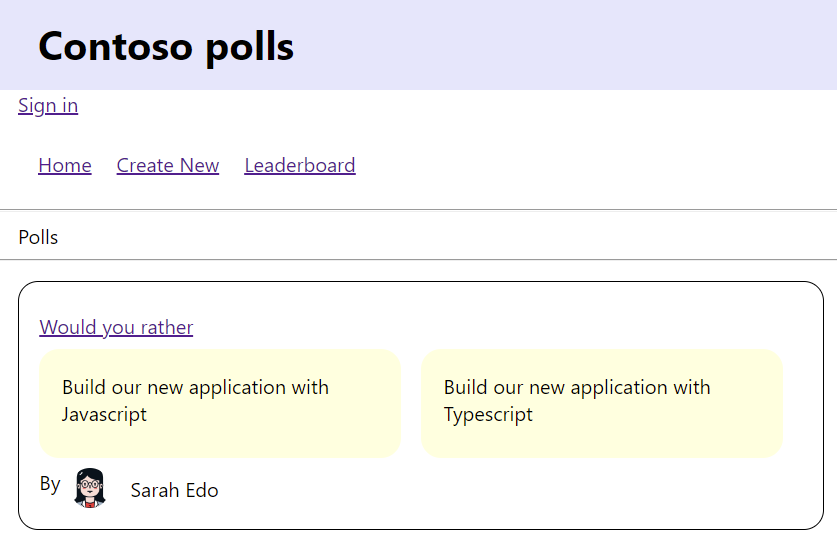 Contoso polls
Sign in
Home Create New Leaderboard
Polls
Would you rather
Build our new application with
Javascript
Build our new application with
Typescript
By Sarah Edo